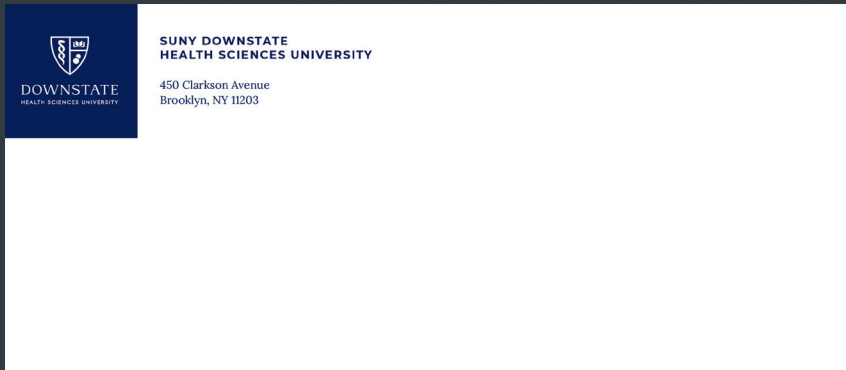 DOWNSTATE
HEALTH SCIENCES UNIVERSITY
SUNY DOWNSTATE
HEALTH SCIENCES UNIVERSITY
450 Clarkson Avenue
Brooklyn, NY 11203